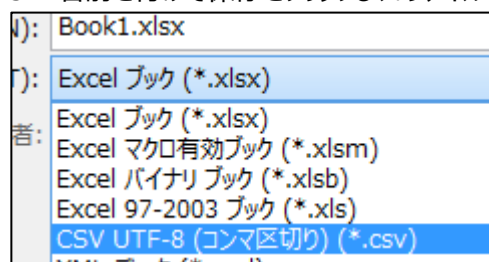 N): Book1.xlsx
T): Excel ブック (*.xlsx)
者: Excel ブック (*.xlsx)
Excel マクロ有効ブック (*.xlsm)
Excel バイナリ ブック (*.xlsb)
Excel 97-2003 ブック (*.xls)
CSV UTF-8 (コンマ区切り) (*.csv)